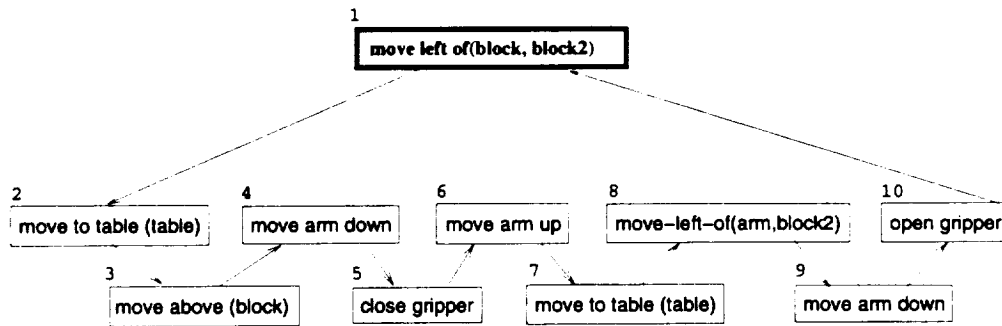 1
move left of(block, block2)
2
move to table (table)
4
move arm down
6
move arm up
8
move-left-of(arm,block2)
10
open gripper
3
move above (block)
5
close gripper
7
move to table (table)
9
move arm down